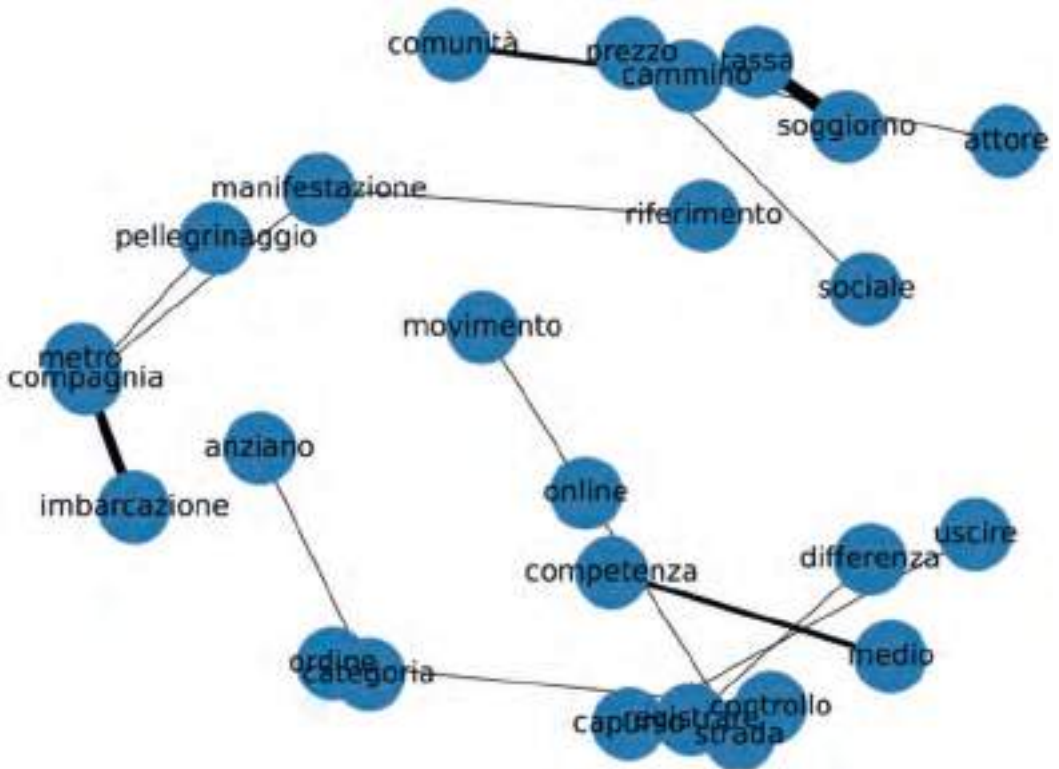 comunità
prezzo
tassa
cammino
soggiorno
attore
manifestazione
riferimento
pellegrinaggio
sociale
movimento
metro
compagnia
anziano
online
imbarcazione
uscire
differenza
competenza
medio
ordine
categoria
controllo
registrare
strada